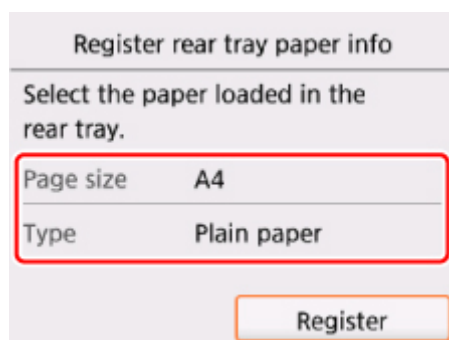 Register rear tray paper info
Select the paper loaded in the
rear tray.
Page size A4
Type Plain paper
Register